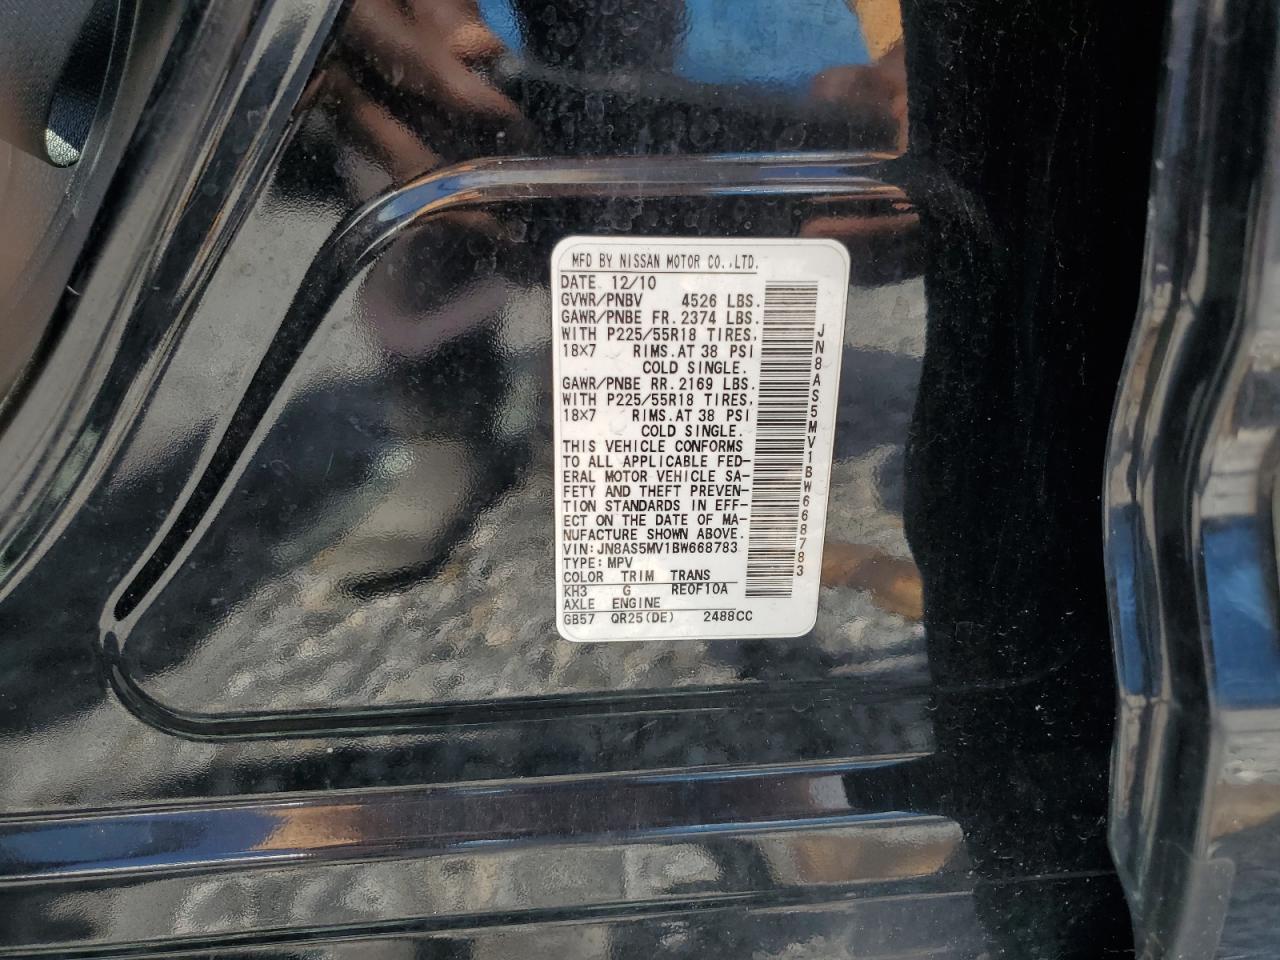 MFD BY NISSAN MOTOR CO.,LTD.
DATE 12/10
GVWR/PNBV 4526 LBS.
GAWR/PNBE FR.2374 LBS.
WITH P225/55R18 TIRES.
18X7 RIMS.AT 38 PSI
COLD SINGLE.
GAWR/PNBE RR.2169 LBS.
WITH P225/55R18 TIRES.
18X7 RIMS.AT 38 PSI
COLD SINGLE.
THIS VEHICLE CONFORMS
TO ALL APPLICABLE FED-
ERAL MOTOR VEHICLE SA-
FETY AND THEFT PREVEN-
TION STANDARDS IN EFF-
ECT ON THE DATE OF MA-
NUFACTURE SHOWN ABOVE.
VIN:JN8AS5MV1BW668783
TYPE:MPV
COLOR TRIM TRANS
KH3 G REOF10A
AXLE ENGINE
GB57 QR25(DE) 2488CC
JN8AS5MV1BW668783